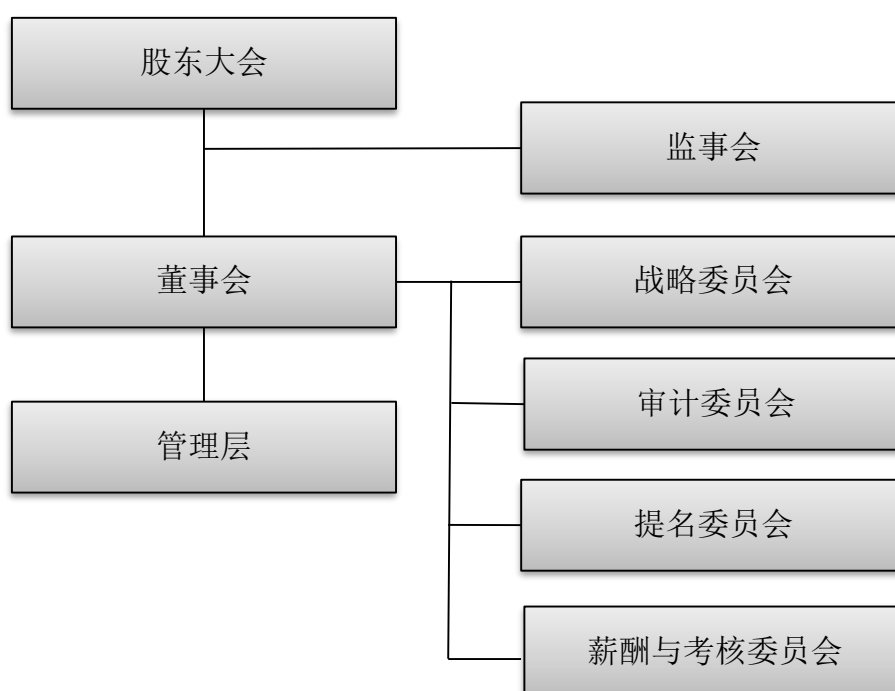 股东大会
监事会
董事会
战略委员会
审计委员会
管理层
提名委员会
薪酬与考核委员会